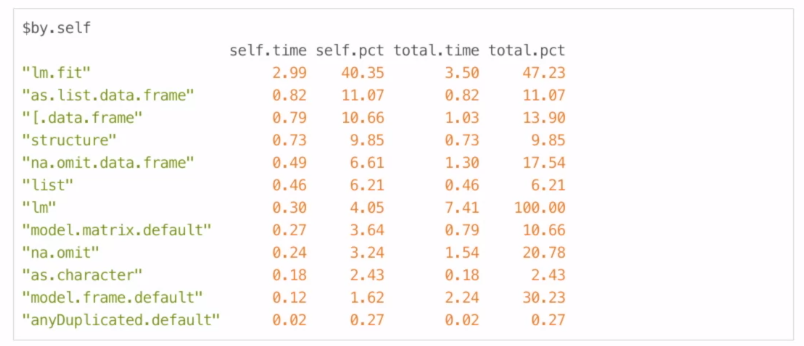 $by.self
                        self.time self.pct total.time total.pct
"lm.fit"                     2.99    40.35       3.50     47.23
"as.list.data.frame"         0.82    11.07       0.82     11.07
"[.data.frame"               0.79    10.66       1.03     13.90
"structure"                  0.73     9.85       0.73      9.85
"na.omit.data.frame"         0.49     6.61       1.30     17.54
"list"                       0.46     6.21       0.46      6.21
"lm"                         0.30     4.05       7.41    100.00
"model.matrix.default"       0.27     3.64       0.79     10.66
"na.omit"                    0.24     3.24       1.54     20.78
"as.character"               0.18     2.43       0.18      2.43
"model.frame.default"        0.12     1.62       2.24     30.23
"anyDuplicated.default"      0.02     0.27       0.02      0.27